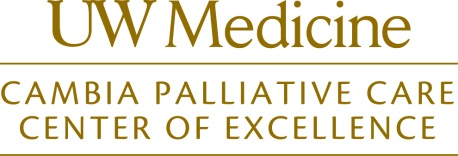 UW Medicine
CAMBIA PALLIATIVE CARE
CENTER OF EXCELLENCE